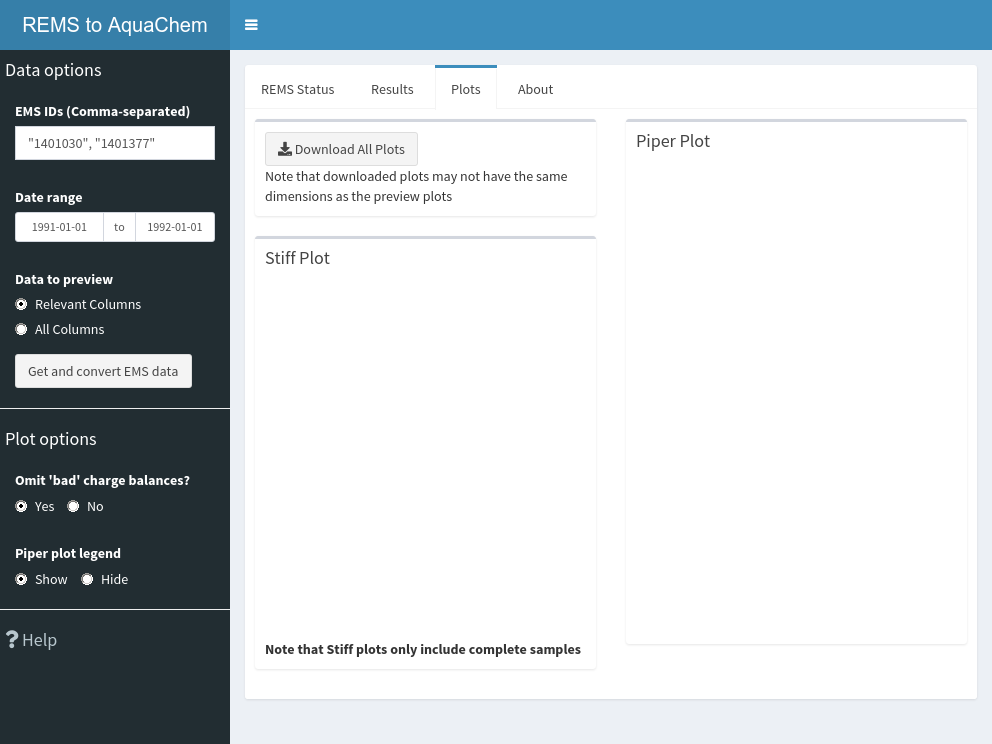 REMS to AquaChem
Data options
EMS IDs (Comma-separated)
"1401030", "1401377"
Date range
1991-01-01 to 1992-01-01
Data to preview
Relevant Columns
All Columns
Get and convert EMS data
Plot options
Omit 'bad' charge balances?
Yes No
Piper plot legend
Show Hide
Help
REMS Status Results Plots About
Download All Plots
Note that downloaded plots may not have the same
dimensions as the preview plots
Stiff Plot
Note that Stiff plots only include complete samples
Piper Plot